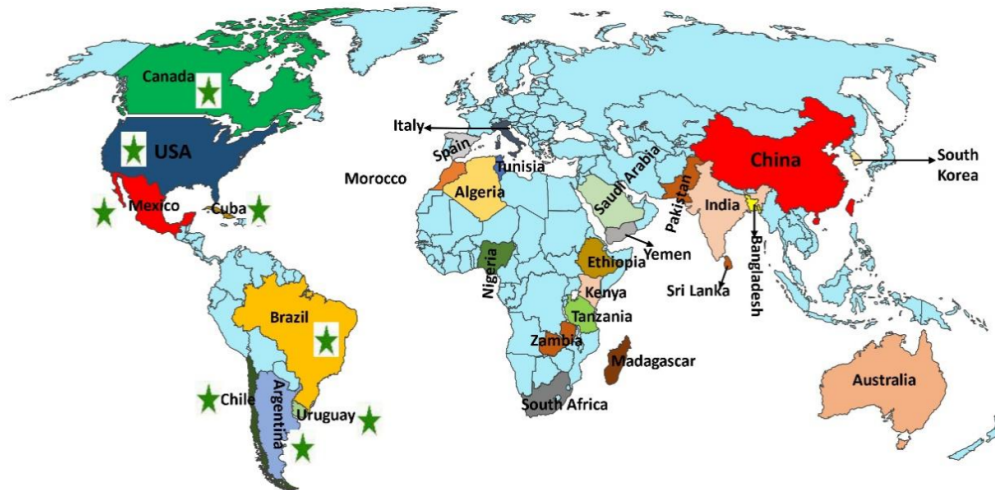 Canada
USA
Mexico
Cuba
Brazil
Chile
Argentina
Uruguay
Italy
Spain
Tunisia
Morocco
Algeria
Saudi Arabia
Pakistan
China
South
Korea
India
Nigeria
Ethiopia
Yemen
Bangladesh
Sri Lanka
Kenya
Tanzania
Zambia
Madagascar
South Africa
Australia